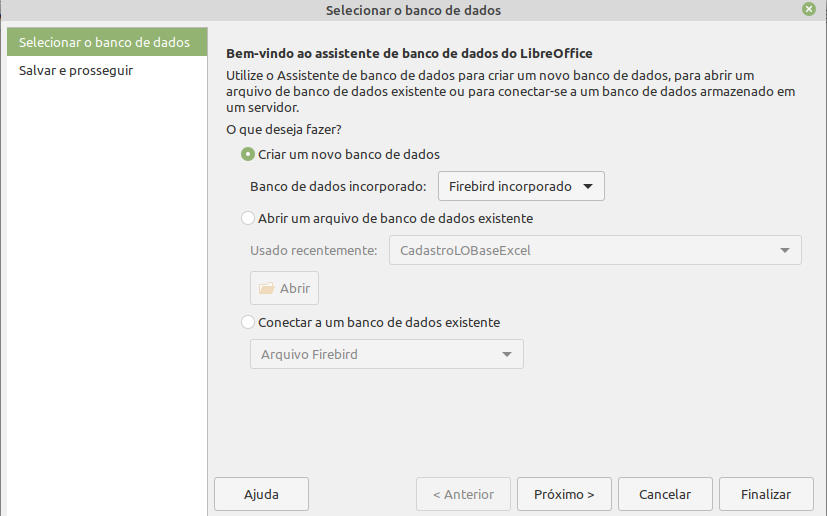 Selecionar o banco de dados
Selecionar o banco de dados
Salvar e prosseguir
Bem-vindo ao assistente de banco de dados do LibreOffice
Utilize o Assistente de banco de dados para criar um novo banco de dados, para abrir um
arquivo de banco de dados existente ou para conectar-se a um banco de dados armazenado em
um servidor.
O que deseja fazer?
Criar um novo banco de dados
Banco de dados incorporado: Firebird incorporado
Abrir um arquivo de banco de dados existente
Usado recentemente: CadastroLOBaseExcel
Abrir
Conectar a um banco de dados existente
Arquivo Firebird
Ajuda < Anterior Próximo > Cancelar Finalizar